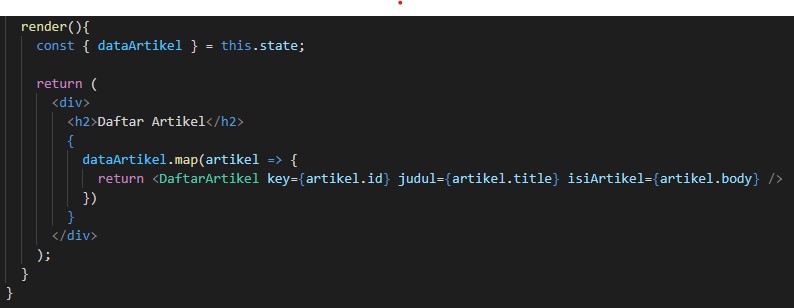 render(){
const { dataArtikel } = this.state;
return (
<div>
<h2>Daftar Artikel</h2>
{
dataArtikel.map(artikel => {
return <DaftarArtikel key={artikel.id} judul={artikel.title} isiArtikel={artikel.body} />
})
}
</div>
);
}
}